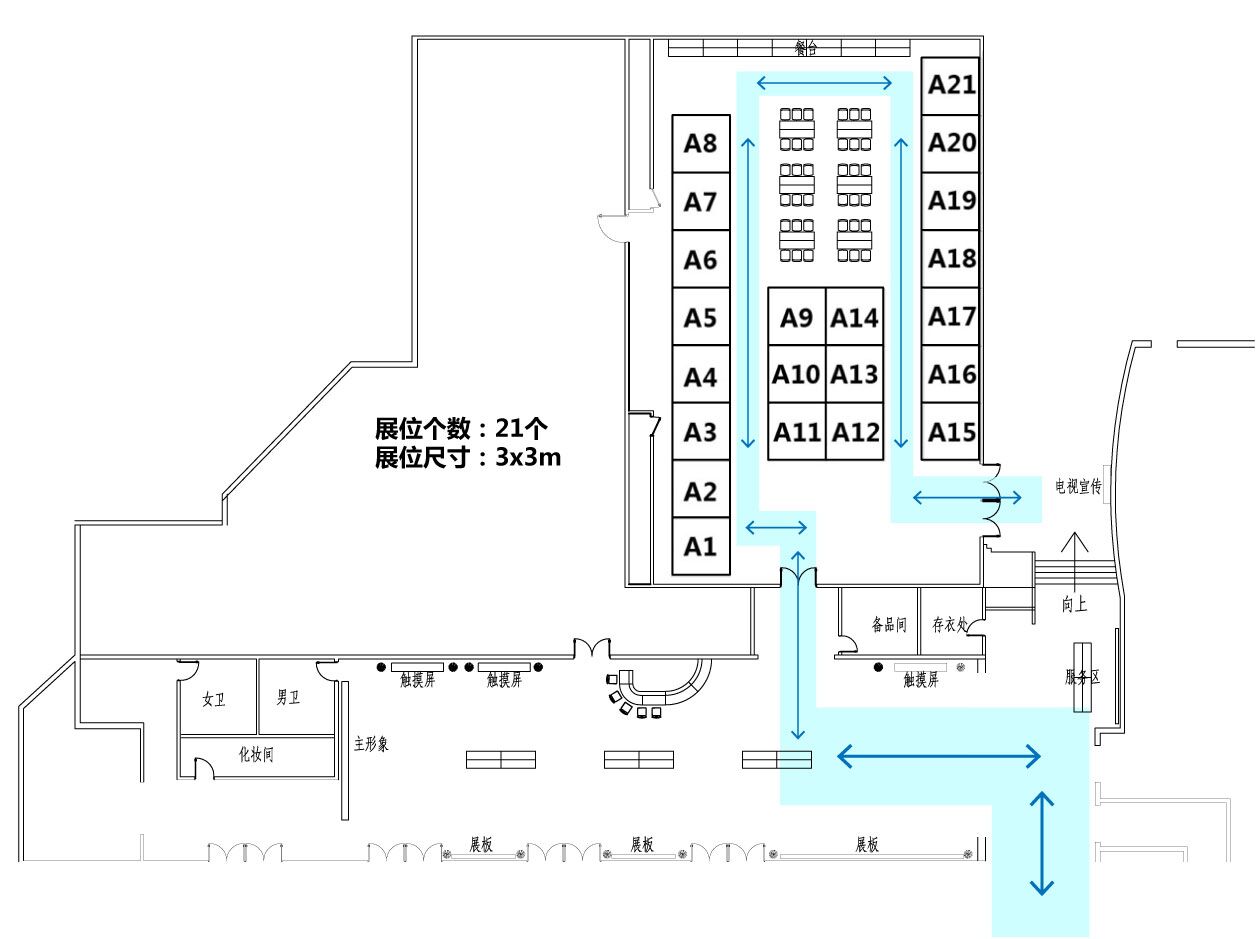 餐台
A21
A8
A20
A7
A19
A6
A18
A5
A9
A14
A17
A4
A10
A13
A16
A3
A11
A12
A15
展位个数：21个
展位尺寸：3x3m
A2
电视宣传
A1
向上
备品间
存衣处
触摸屏
触摸屏
触摸屏
服务区
女卫
男卫
主形象
化妆间
展板
展板
展板